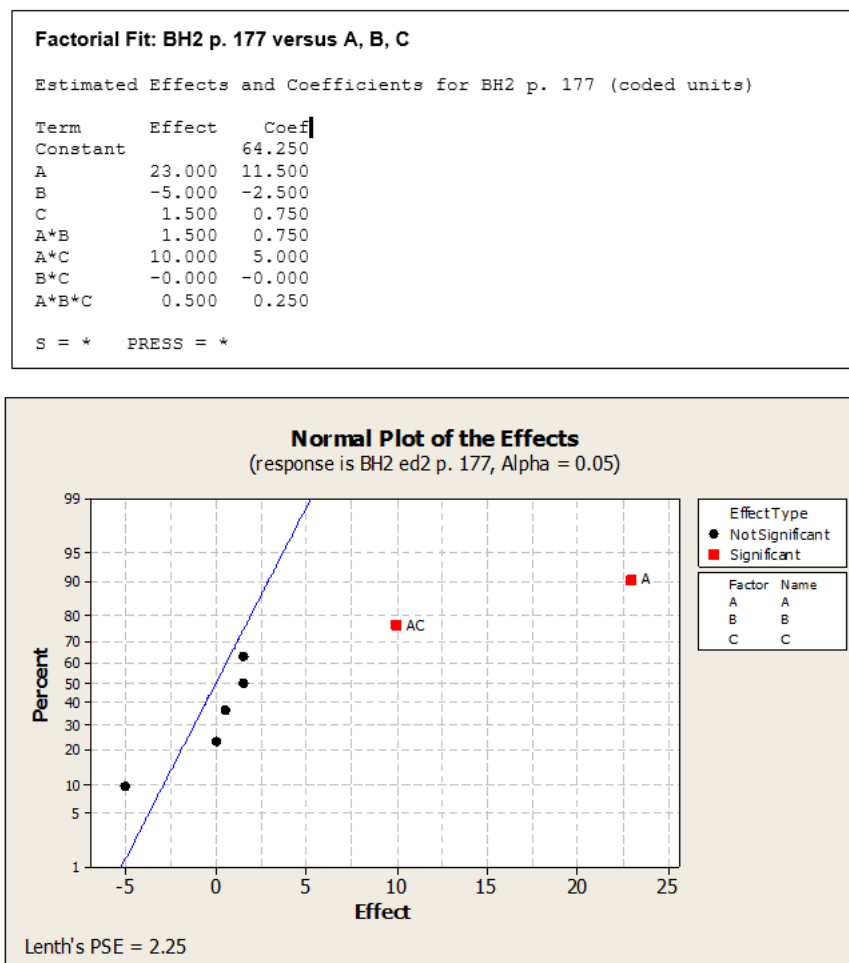 Factorial Fit: BH2 p. 177 versus A, B, C
Estimated Effects and Coefficients for BH2 p. 177 (coded units)
Term Effect Coef
Constant 64.250
A 23.000 11.500
B -5.000 -2.500
C 1.500 0.750
A*B 1.500 0.750
A*C 10.000 5.000
B*C -0.000 -0.000
A*B*C 0.500 0.250
S = * PRESS = *
Normal Plot of the Effects
(response is BH2 ed2 p. 177, Alpha = 0.05)
99
95
90
80
70
60
50
40
30
20
10
5
1
Percent
A
AC
-5 0 5 10 15 20 25
Effect
Effect Type
Not Significant
Significant
Factor Name
A A
B B
C C
Lenth's PSE = 2.25